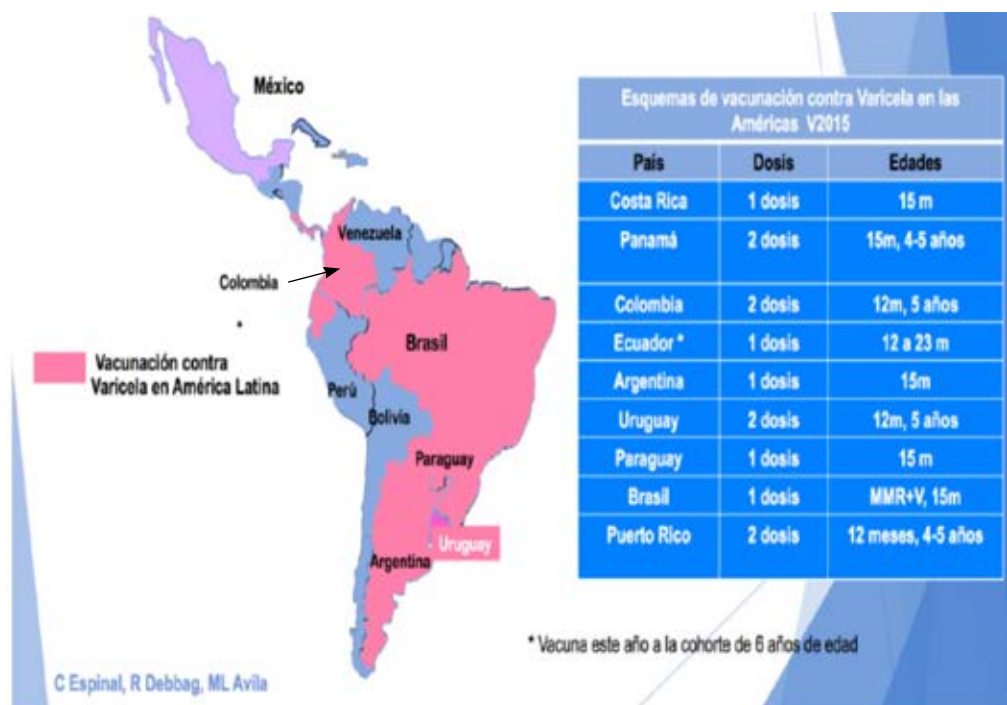 México
Venezuela
Colombia
*
Brasil
Vacunación contra
Varicela en América Latina
Perú
Bolivia
Paraguay
Uruguay
Argentina
C Espinal, R Debbag, ML Avila
Esquemas de vacunación contra Varicela en las
Américas V2015
País Dosis Edades
Costa Rica 1 dosis 15 m
Panamá 2 dosis 15m, 4-5 años
Colombia 2 dosis 12m, 5 años
Ecuador * 1 dosis 12 a 23 m
Argentina 1 dosis 15m
Uruguay 2 dosis 12m, 5 años
Paraguay 1 dosis 15 m
Brasil 1 dosis MMR+V, 15m
Puerto Rico 2 dosis 12 meses, 4-5 años
* Vacuna este año a la cohorte de 6 años de edad